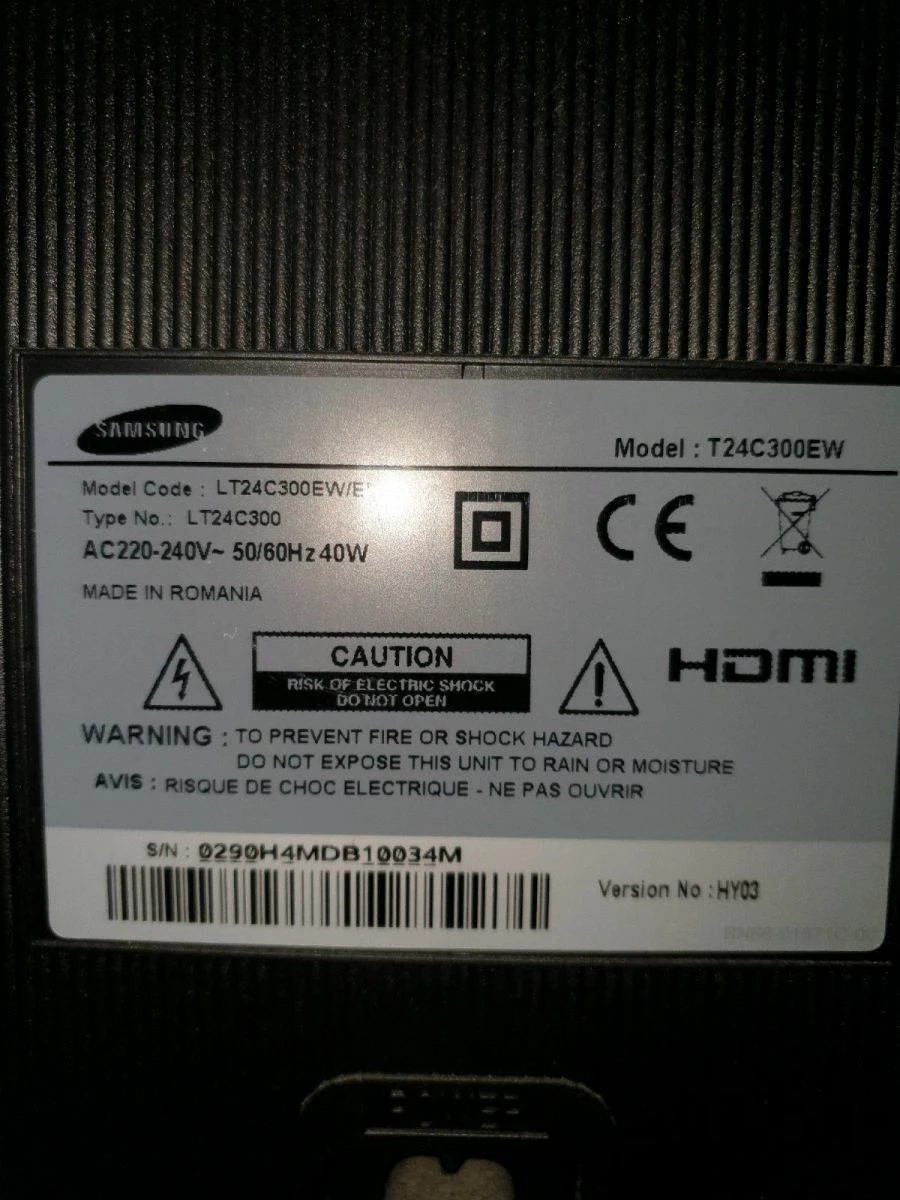 SAMSUNG
Model : T24C300EW
Model Code : LT24C300EW/E
Type No.: LT24C300
AC220-240V~ 50/60Hz 40W
CE
MADE IN ROMANIA
CAUTION
RISK OF ELECTRIC SHOCK
DO NOT OPEN
HDMI
WARNING : TO PREVENT FIRE OR SHOCK HAZARD
DO NOT EXPOSE THIS UNIT TO RAIN OR MOISTURE
AVIS : RISQUE DE CHOC ELECTRIQUE - NE PAS OUVRIR
S/N : 0290H4MDB10034M
Version No : HY03
POWER